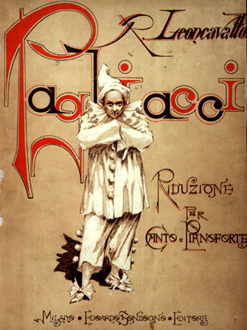 R. Leoncavallo
Pagliacci
Riduzione
per
Canto e Pianoforte
Milano • Edoardo Sonzogno • Editore